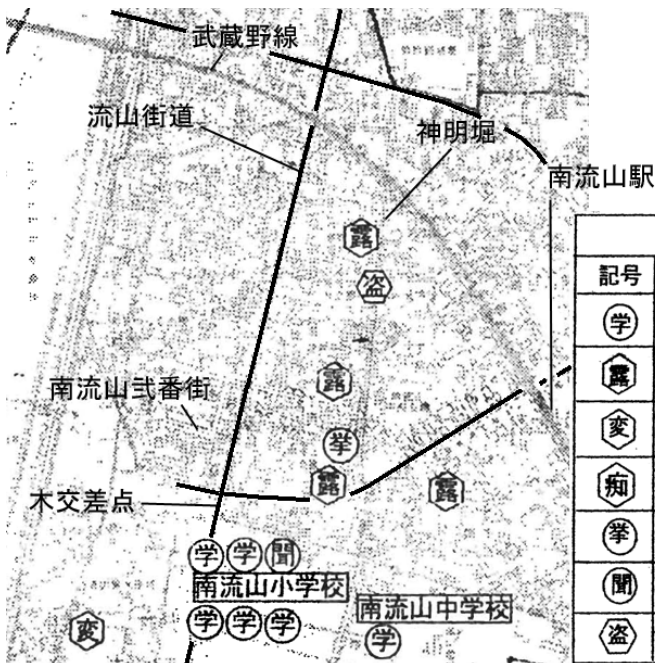 武蔵野線
流山街道
神明堀
南流山駅
露
盗
記号
学
露
変
痴
挙
聞
盗
露
南流山弐番街
挙
露
露
木交差点
学学聞
南流山小学校
学学学
南流山中学校
学
変